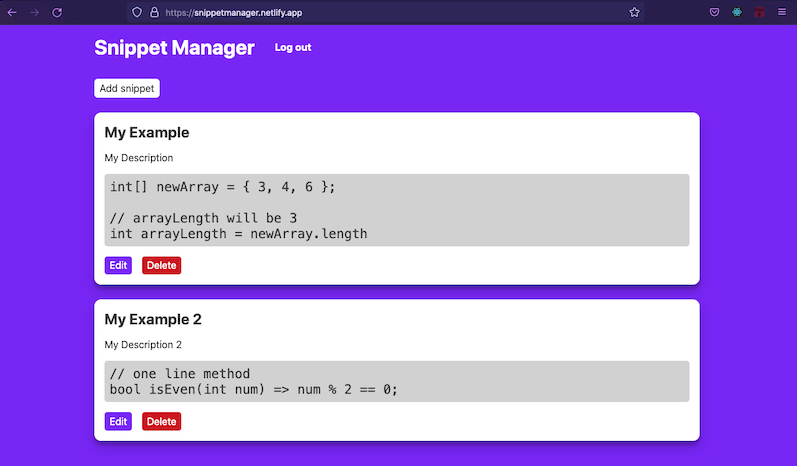 https://snippetmanager.netlify.app
Snippet Manager Log out
Add snippet
My Example
My Description
int[] newArray = { 3, 4, 6 };
// arrayLength will be 3
int arrayLength = newArray.length
Edit Delete
My Example 2
My Description 2
// one line method
bool isEven(int num) => num % 2 == 0;
Edit Delete